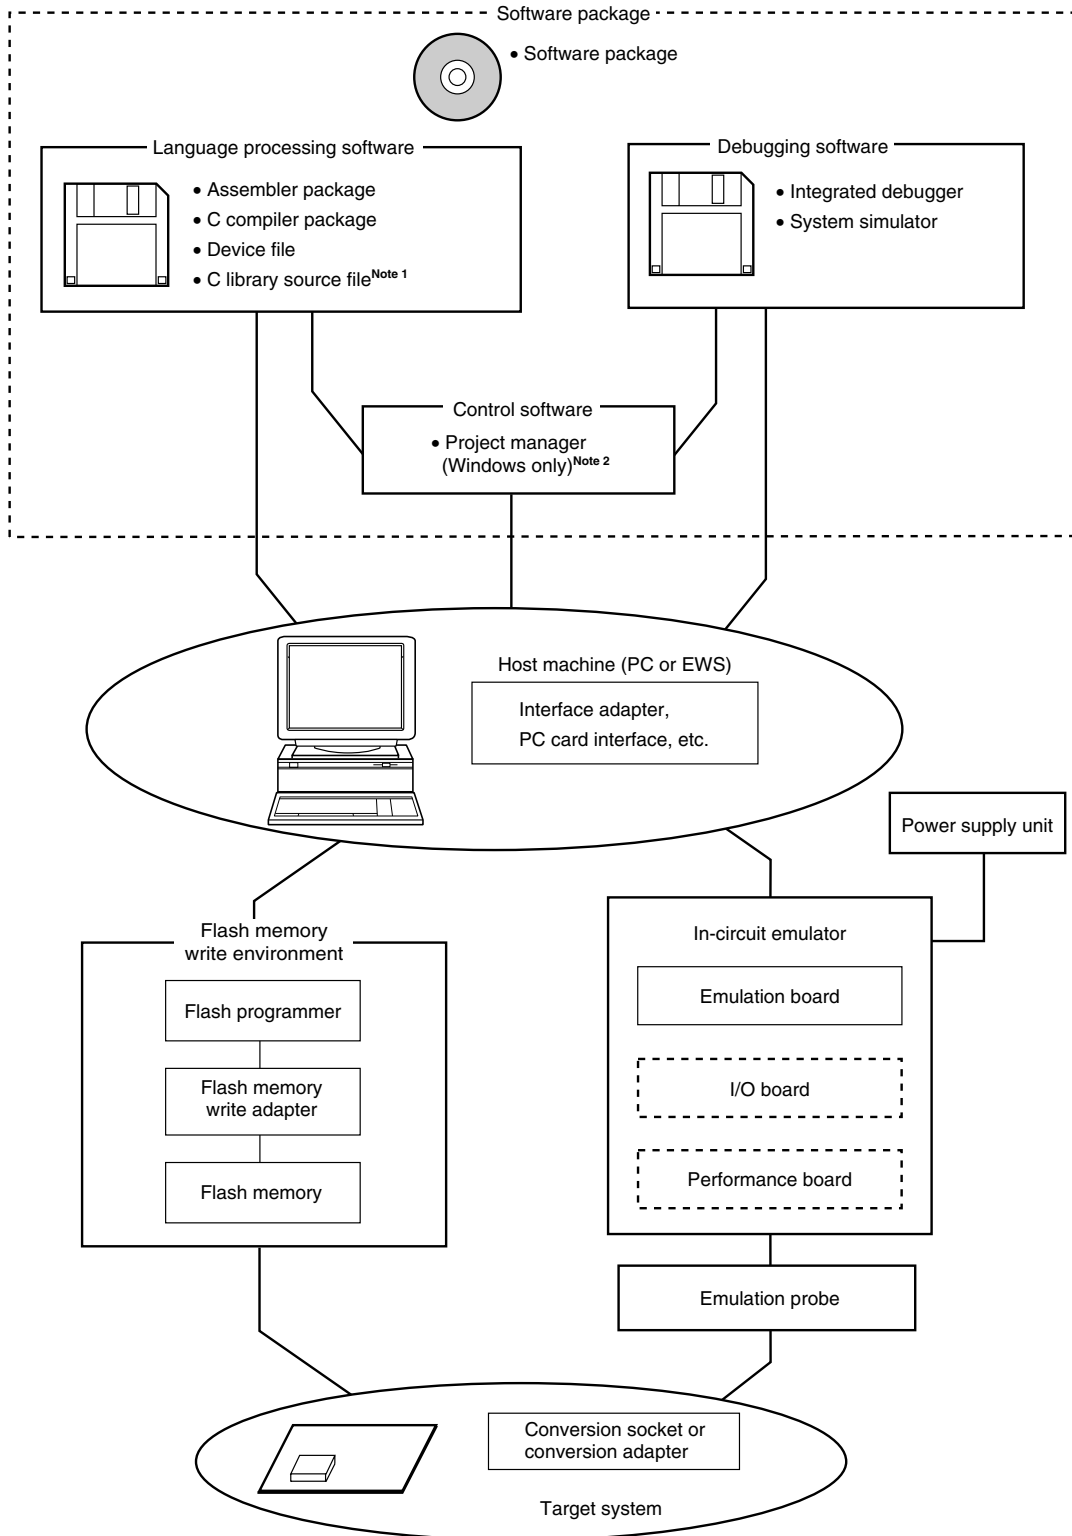 Software package
• Software package
Language processing software
• Assembler package
• C compiler package
• Device file
• C library source fileNote 1
Debugging software
• Integrated debugger
• System simulator
Control software
• Project manager
(Windows only)Note 2
Host machine (PC or EWS)
Interface adapter,
PC card interface, etc.
Power supply unit
Flash memory
write environment
Flash programmer
Flash memory
write adapter
Flash memory
In-circuit emulator
Emulation board
I/O board
Performance board
Emulation probe
Conversion socket or
conversion adapter
Target system